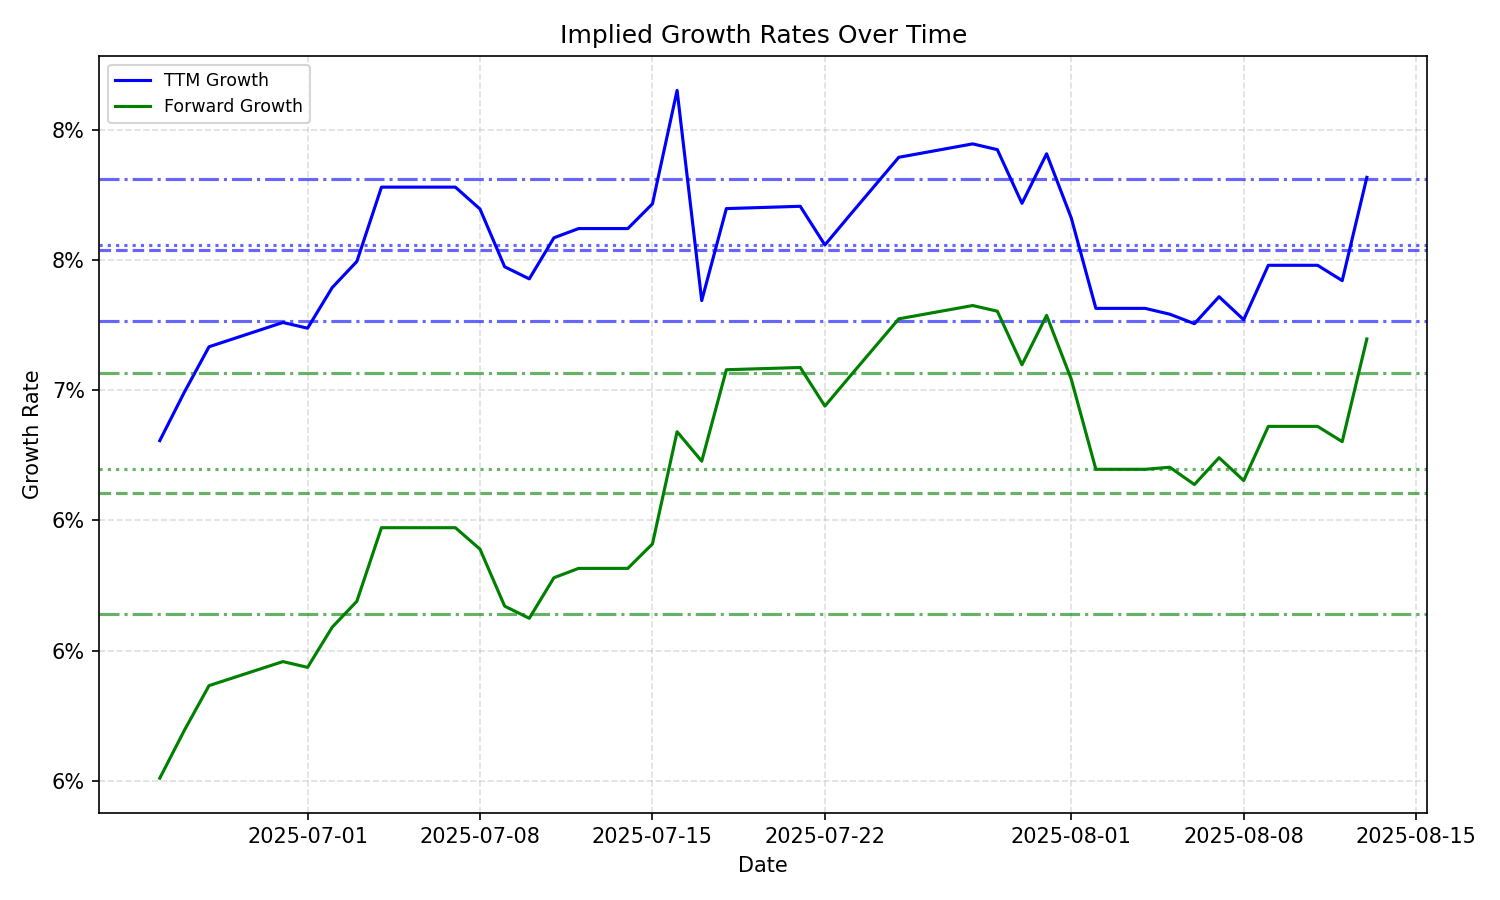 Implied Growth Rates Over Time
TTM Growth
Forward Growth
8%
8%
7%
6%
6%
6%
Growth Rate
2025-07-01
2025-07-08
2025-07-15
2025-07-22
2025-08-01
2025-08-08
2025-08-15
Date